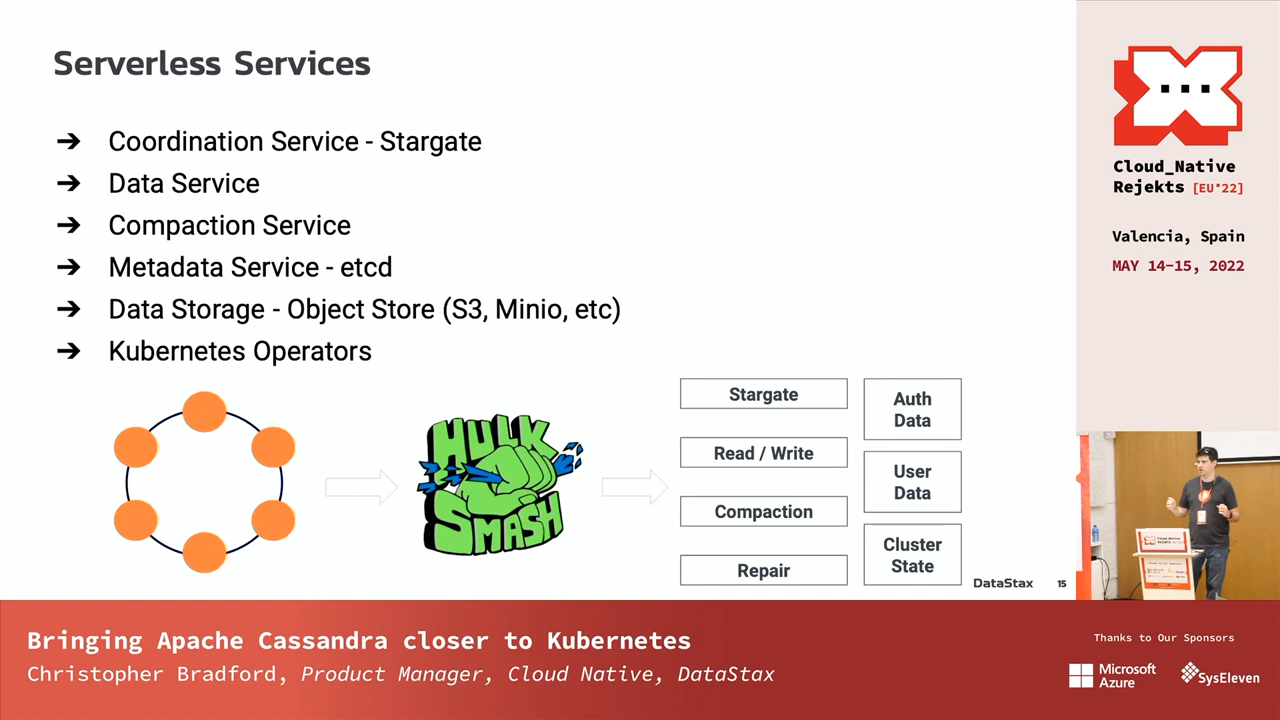 Serverless Services
➔ Coordination Service - Stargate
➔ Data Service
➔ Compaction Service
➔ Metadata Service - etcd
➔ Data Storage - Object Store (S3, Minio, etc)
➔ Kubernetes Operators
HULK
SMASH
Stargate
Read / Write
Compaction
Repair
Auth
Data
User
Data
Cluster
State
DataStax 15
Cloud_Native
Rejekts [EU*22]
Valencia, Spain
MAY 14-15, 2022
Bringing Apache Cassandra closer to Kubernetes
Christopher Bradford, Product Manager, Cloud Native, DataStax
Thanks to Our Sponsors
Microsoft
Azure
SysEleven